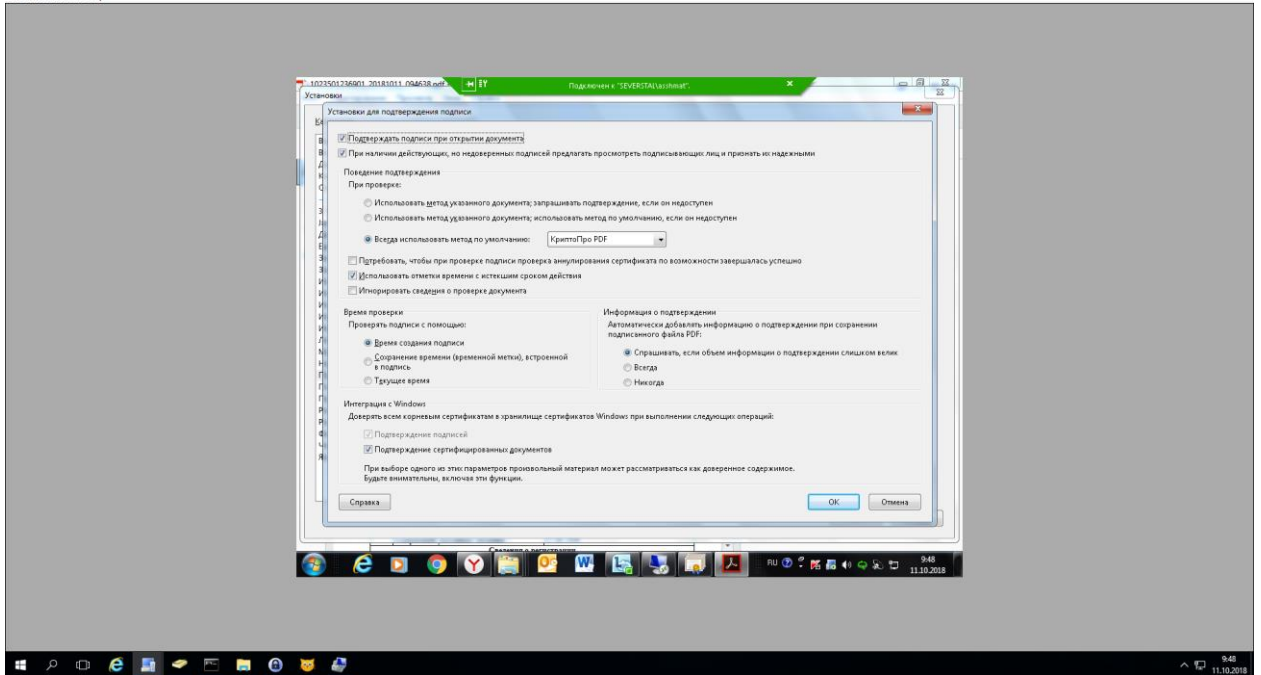 1023501236901_20181011_094638.pdf
Подключен к "SEVERSTAL\
Установки
Установки для подтверждения подписи
Подтверждать подписи при открытии документа
При наличии действующих, но недоверенных подписей предлагать просмотреть подписывающих лиц и признать их надежными
Поведение подтверждения
При проверке:
Использовать метод указанного документа; запрашивать подтверждение, если он недоступен
Использовать метод указанного документа; использовать метод по умолчанию, если он недоступен
Всегда использовать метод по умолчанию: КриптоПро PDF
Потребовать, чтобы при проверке подписи проверка аннулирования сертификата по возможности завершалась успешно
Использовать отметки времени с истекшим сроком действия
Игнорировать сведения о проверке документа
Время проверки
Проверять подписи с помощью:
Время создания подписи
Сохранение времени (временной метки), встроенной
в подпись
Текущее время
Информация о подтверждении
Автоматически добавлять информацию о подтверждении при сохранении
подписанного файла PDF:
Спрашивать, если объем информации о подтверждении слишком велик
Всегда
Никогда
Интеграция с Windows
Доверять всем корневым сертификатам в хранилище сертификатов Windows при выполнении следующих операций:
Подтверждение подписей
Подтверждение сертифицированных документов
При выборе одного из этих параметров произвольный материал может рассматриваться как доверенное содержимое.
Будьте внимательны, включая эти функции.
Справка
OK
Отмена
Сведения о регистрации
RU
9:48
11.10.2018
9:48
11.10.2018